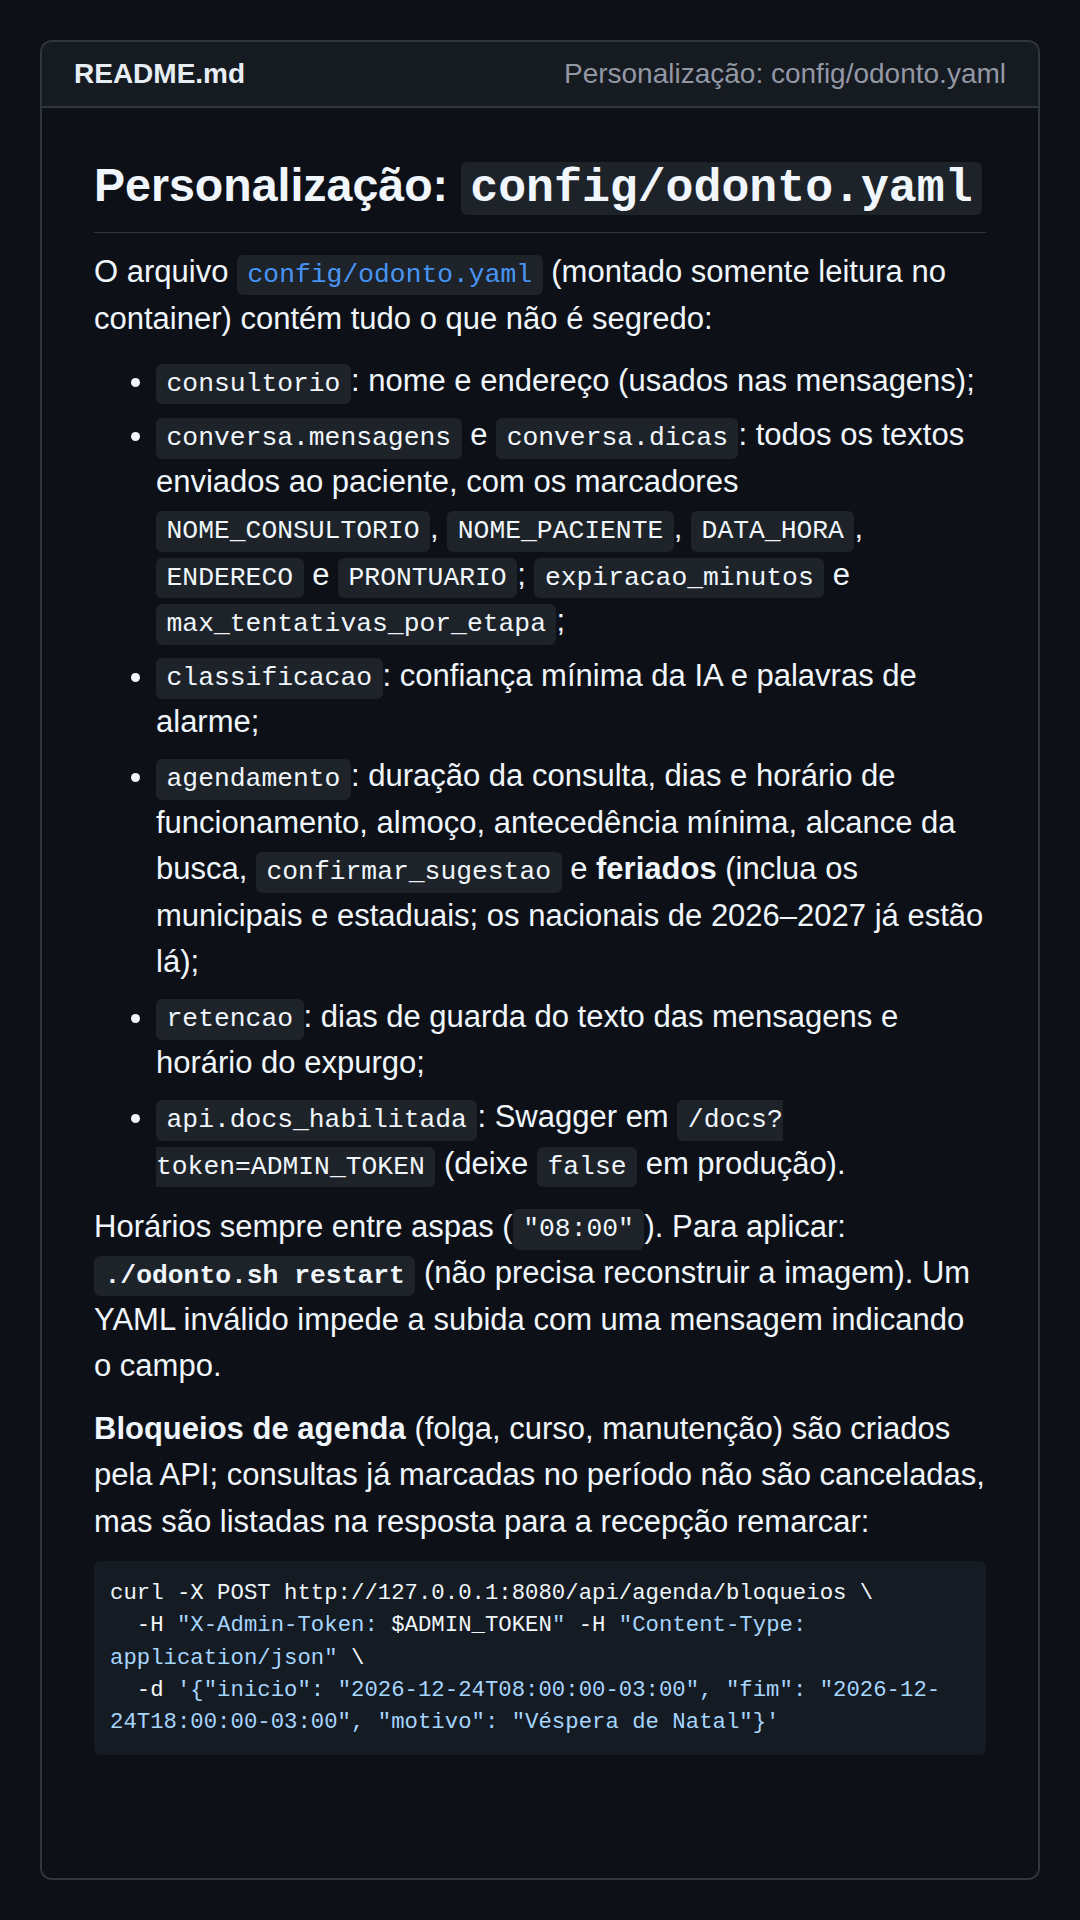 README.md
Personalização: config/odonto.yaml
Personalização: config/odonto.yaml
O arquivo config/odonto.yaml (montado somente leitura no
container) contém tudo o que não é segredo:
• consultorio: nome e endereço (usados nas mensagens);
• conversa.mensagens e conversa.dicas: todos os textos
enviados ao paciente, com os marcadores
NOME_CONSULTORIO, NOME_PACIENTE, DATA_HORA,
ENDERECO e PRONTUARIO; expiracao_minutos e
max_tentativas_por_etapa;
• classificacao: confiança mínima da IA e palavras de
alarme;
• agendamento: duração da consulta, dias e horário de
funcionamento, almoço, antecedência mínima, alcance da
busca, confirmar_sugestao e feriados (inclua os
municipais e estaduais; os nacionais de 2026–2027 já estão
lá);
• retencao: dias de guarda do texto das mensagens e
horário do expurgo;
• api.docs_habilitada: Swagger em /docs?
token=ADMIN_TOKEN (deixe false em produção).
Horários sempre entre aspas ("08:00"). Para aplicar:
./odonto.sh restart (não precisa reconstruir a imagem). Um
YAML inválido impede a subida com uma mensagem indicando
o campo.
Bloqueios de agenda (folga, curso, manutenção) são criados
pela API; consultas já marcadas no período não são canceladas,
mas são listadas na resposta para a recepção remarcar:
curl -X POST http://127.0.0.1:8080/api/agenda/bloqueios \
-H "X-Admin-Token: $ADMIN_TOKEN" -H "Content-Type:
application/json" \
-d '{"inicio": "2026-12-24T08:00:00-03:00", "fim": "2026-12-
24T18:00:00-03:00", "motivo": "Véspera de Natal"}'